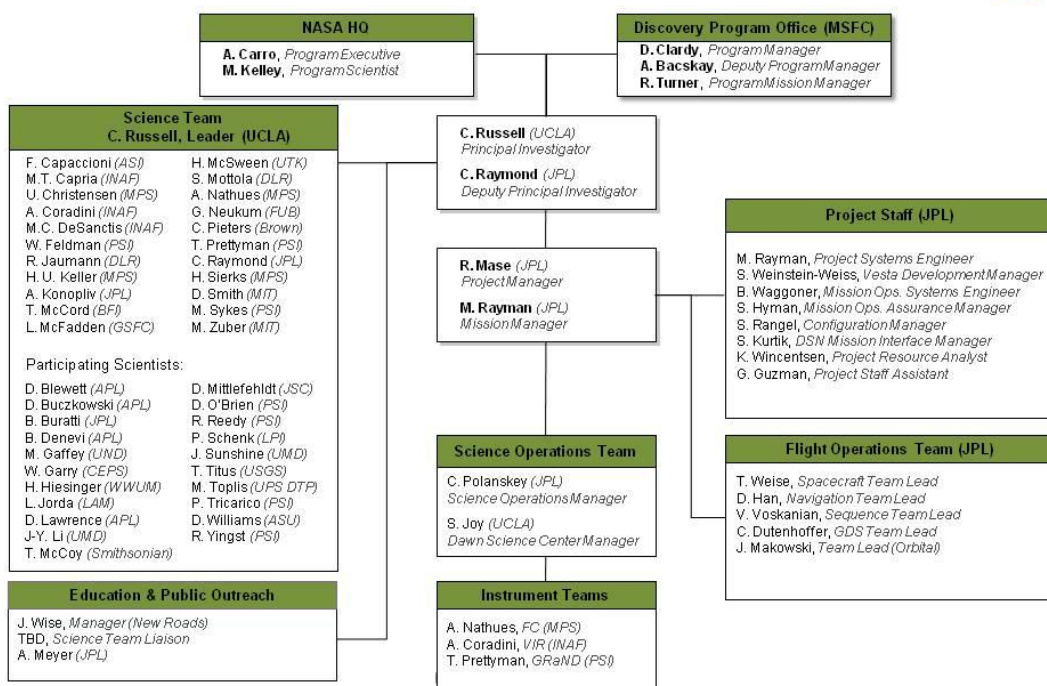 NASA HQ
A. Carro, Program Executive
M. Kelley, Program Scientist
Discovery Program Office (MSFC)
D. Clardy, Program Manager
A. Bacskay, Deputy Program Manager
R. Turner, Program Mission Manager
Science Team
C. Russell, Leader (UCLA)
F. Capaccioni (ASI)
M.T. Capria (INAF)
U. Christensen (MPS)
A. Coradini (INAF)
M.C. DeSanctis (INAF)
W. Feldman (PSI)
R. Jaumann (DLR)
H.U. Keller (MPS)
A. Konopliv (JPL)
T. McCord (BFI)
L. McFadden (GSFC)
H. McSween (UTK)
S. Mottola (DLR)
A. Nathues (MPS)
G. Neukum (FUB)
C. Pieters (Brown)
T. Prettyman (PSI)
C. Raymond (JPL)
H. Sierks (MPS)
D. Smith (MIT)
M. Sykes (PSI)
M. Zuber (MIT)
Participating Scientists:
D. Blewett (APL)
D. Buczkowski (APL)
B. Buratti (JPL)
B. Denevi (APL)
M. Gaffey (UND)
W. Garry (CEPS)
H. Hiesinger (WWUM)
L. Jorda (LAM)
D. Lawrence (APL)
J-Y. Li (UMD)
T. McCoy (Smithsonian)
D. Mittlefehldt (JSC)
D. O'Brien (PSI)
R. Reedy (PSI)
P. Schenk (LPI)
J. Sunshine (UMD)
T. Titus (USGS)
M. Toplis (UPS DTP)
P. Tricarico (PSI)
D. Williams (ASU)
R. Yingst (PSI)
C. Russell (UCLA)
Principal Investigator
C. Raymond (JPL)
Deputy Principal Investigator
R. Mase (JPL)
Project Manager
M. Rayman (JPL)
Mission Manager
Project Staff (JPL)
M. Rayman, Project Systems Engineer
S. Weinstein-Weiss, Vesta Development Manager
B. Waggoner, Mission Ops. Systems Engineer
S. Hyman, Mission Ops. Assurance Manager
S. Rangel, Configuration Manager
S. Kurtik, DSN Mission Interface Manager
K. Wincentsen, Project Resource Analyst
G. Guzman, Project Staff Assistant
Science Operations Team
C. Polanskey (JPL)
Science Operations Manager
S. Joy (UCLA)
Dawn Science Center Manager
Flight Operations Team (JPL)
T. Weise, Spacecraft Team Lead
D. Han, Navigation Team Lead
V. Voskanian, Sequence Team Lead
C. Dutenhoffer, GDS Team Lead
J. Makowski, Team Lead (Orbital)
Education & Public Outreach
J. Wise, Manager (New Roads)
TBD, Science Team Liaison
A. Meyer (JPL)
Instrument Teams
A. Nathues, FC (MPS)
A. Coradini, VIR (INAF)
T. Prettyman, GRaND (PSI)